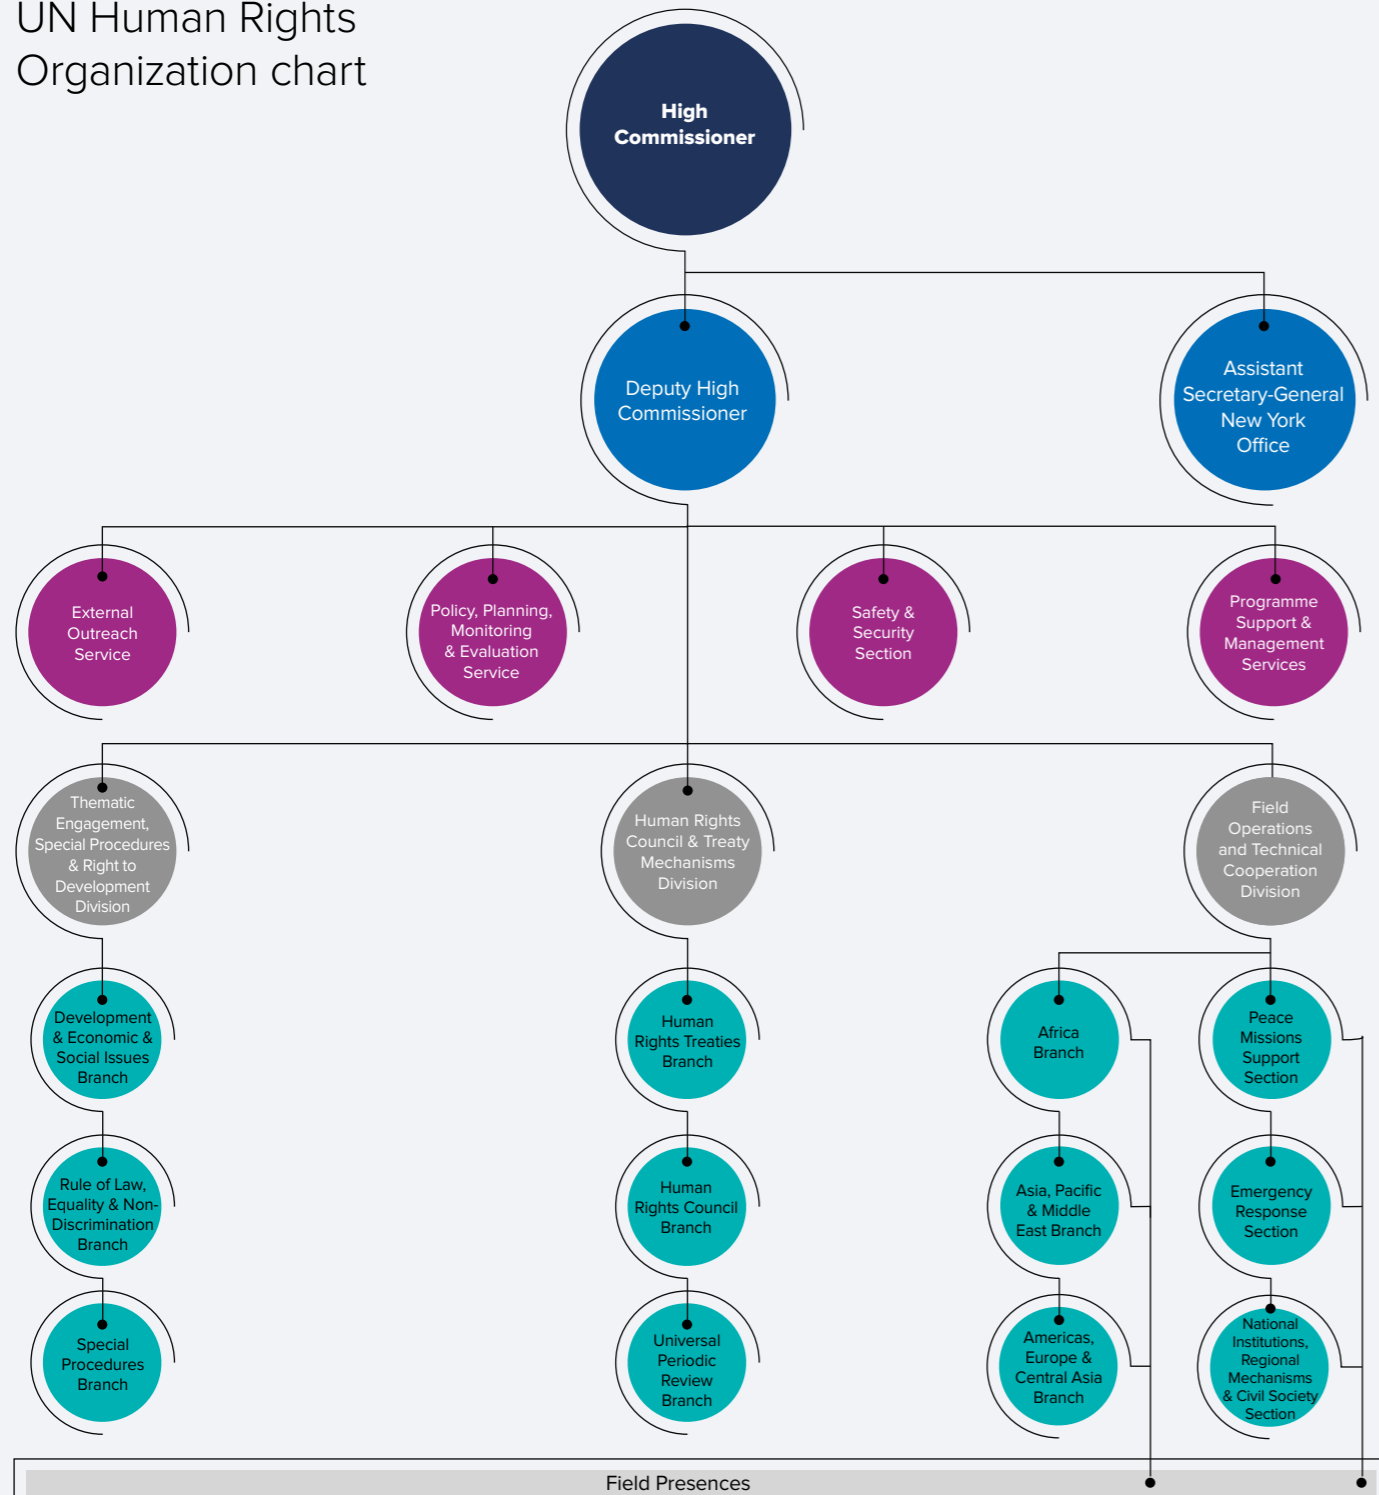 UN Human Rights
Organization chart
High
Commissioner
Deputy High
Commissioner
Assistant
Secretary-General
New York
Office
External
Outreach
Service
Policy, Planning,
Monitoring
& Evaluation
Service
Safety &
Security
Section
Programme
Support &
Management
Services
Thematic
Engagement,
Special Procedures
& Right to
Development
Division
Human Rights
Council & Treaty
Mechanisms
Division
Field
Operations
and Technical
Cooperation
Division
Development
& Economic &
Social Issues
Branch
Human
Rights Treaties
Branch
Africa
Branch
Peace
Missions
Support
Section
Rule of Law,
Equality & Non-
Discrimination
Branch
Human
Rights Council
Branch
Asia, Pacific
& Middle
East Branch
Emergency
Response
Section
Special
Procedures
Branch
Universal
Periodic
Review
Branch
Americas,
Europe &
Central Asia
Branch
National
Institutions,
Regional
Mechanisms
& Civil Society
Section
Field Presences